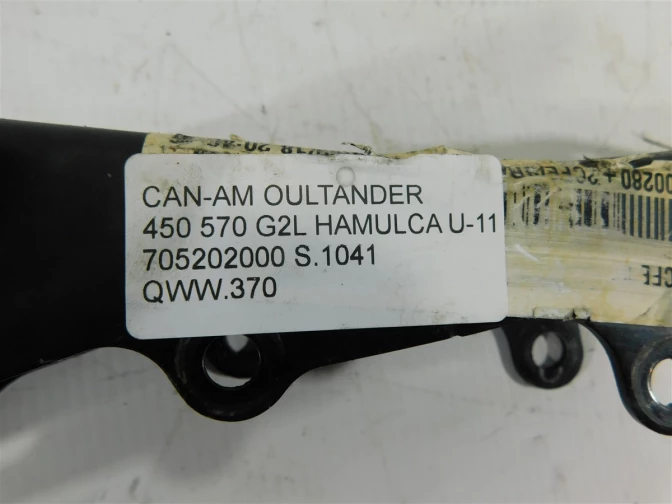 CAN-AM OULTANDER
450 570 G2L HAMULCA U-11
705202000 S.1041
QWW.370